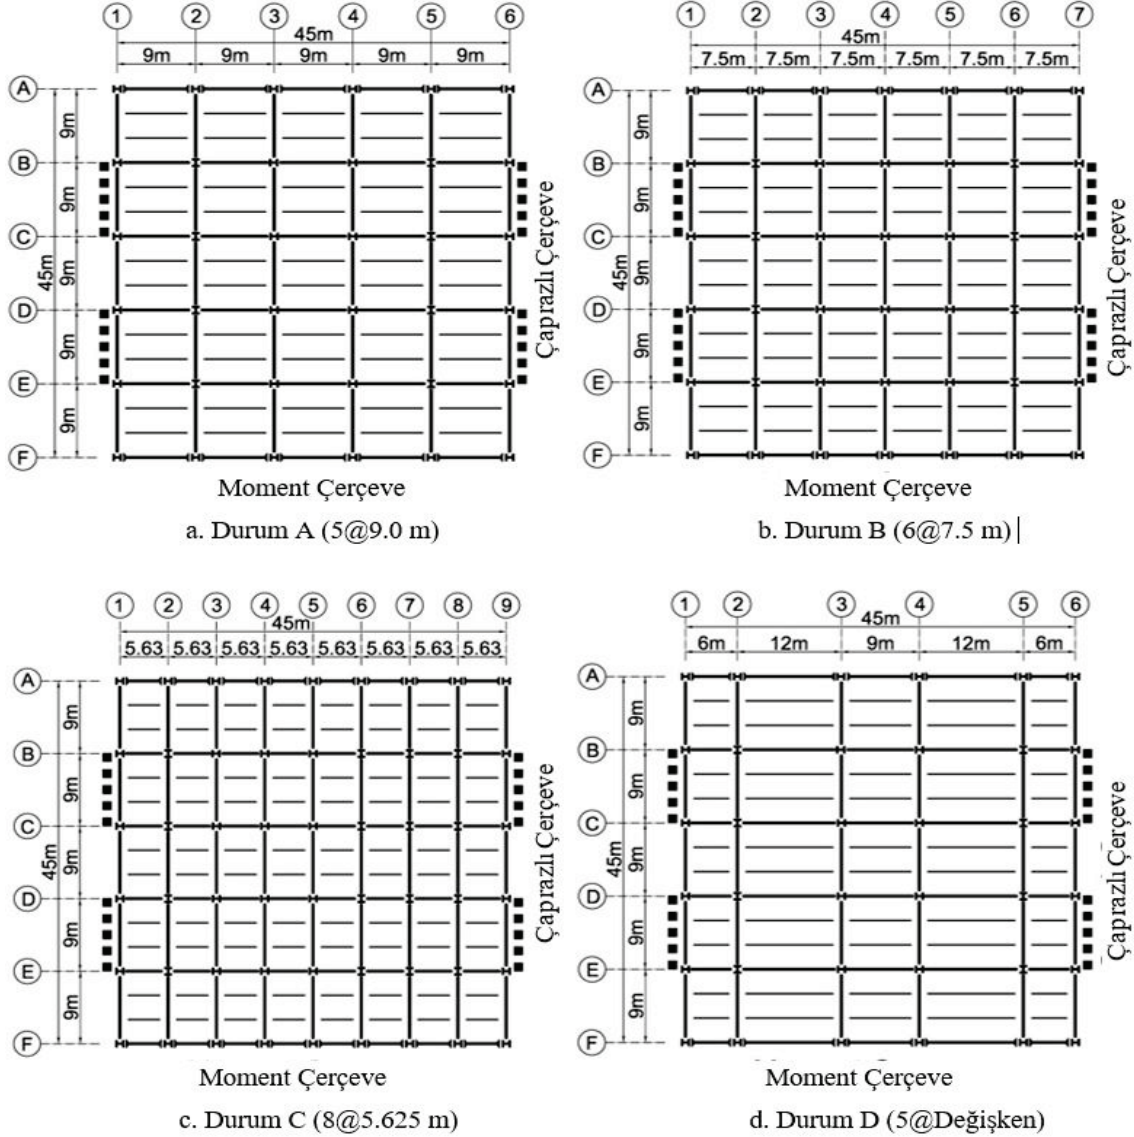 1 2 3 4 5 6
45m
9m 9m 9m 9m 9m
A
B
C
D
E
F
9m
9m
9m
9m
9m
45m
Çaprazlı Çerçeve
Moment Çerçeve
a. Durum A (5@9.0 m)
1 2 3 4 5 6 7
45m
7.5m 7.5m 7.5m 7.5m 7.5m 7.5m
A
B
C
D
E
F
9m
9m
9m
9m
9m
45m
Çaprazlı Çerçeve
Moment Çerçeve
b. Durum B (6@7.5 m)
1 2 3 4 5 6 7 8 9
45m
5.63 5.63 5.63 5.63 5.63 5.63 5.63 5.63
A
B
C
D
E
F
9m
9m
9m
9m
9m
45m
Çaprazlı Çerçeve
Moment Çerçeve
c. Durum C (8@5.625 m)
1 2 3 4 5 6
45m
6m 12m 9m 12m 6m
A
B
C
D
E
F
9m
9m
9m
9m
9m
45m
Çaprazlı Çerçeve
Moment Çerçeve
d. Durum D (5@Değişken)